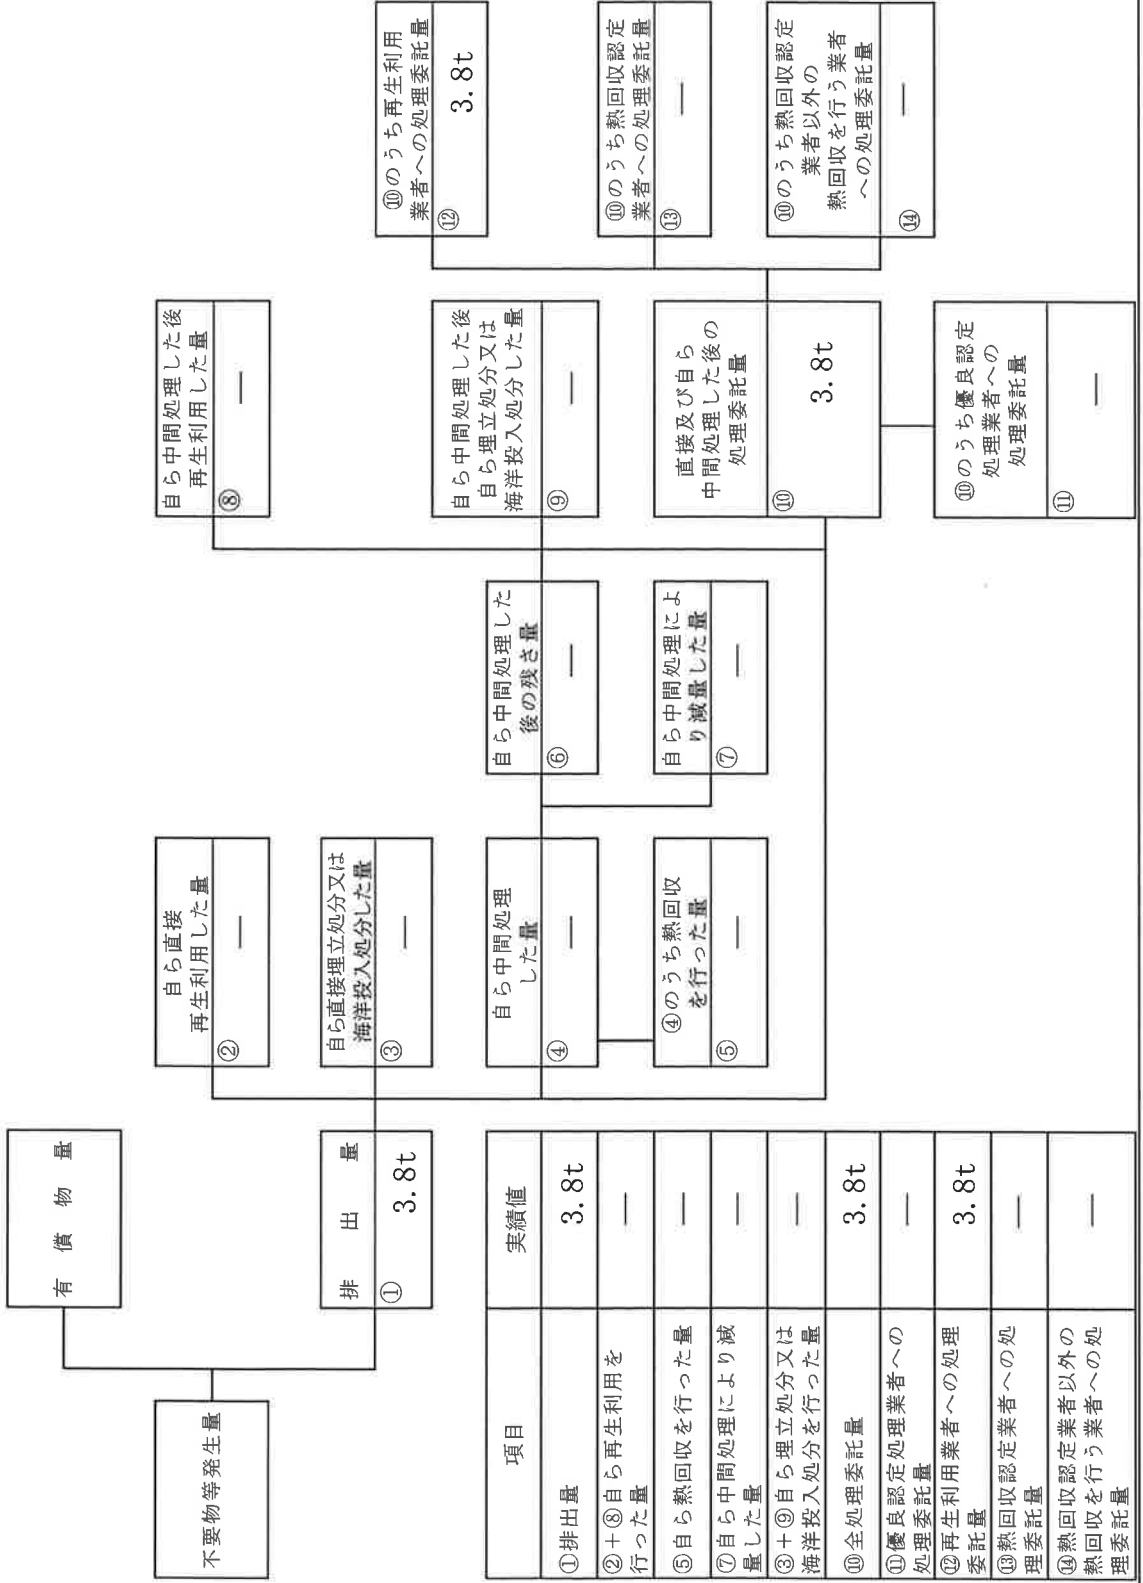 不要物等発生量
有償物量
排出量
①
3.8t
自ら直接
再生利用した量
②
—
自ら直接埋立処分又は
海洋投入処分した量
③
—
自ら中間処理
した量
④
—
④のうち熱回収
を行った量
⑤
—
自ら中間処理した
後の残さ量
⑥
—
自ら中間処理によ
り減量した量
⑦
—
自ら中間処理した後
再生利用した量
⑧
—
自ら中間処理した後
自ら埋立処分又は
海洋投入処分した量
⑨
—
直接及び自ら
中間処理した後の
処理委託量
⑩
3.8t
⑩のうち優良認定
処理業者への
処理委託量
⑪
—
⑩のうち再生利用
業者への処理委託量
⑫
3.8t
⑩のうち熱回収認定
業者への処理委託量
⑬
—
⑩のうち熱回収認定
業者以外の
熱回収を行う業者
への処理委託量
⑭
—
項目
実績値
①排出量
3.8t
②+⑧自ら再生利用を
行った量
—
⑤自ら熱回収を行った量
—
⑦自ら中間処理により減
量した量
—
③+⑨自ら埋立処分又は
海洋投入処分を行った量
—
⑩全処理委託量
3.8t
⑪優良認定処理業者への
処理委託量
—
⑫再生利用業者への処理
委託量
3.8t
⑬熱回収認定業者への処
理委託量
—
⑭熱回収認定業者以外の
熱回収を行う業者への処
理委託量
—